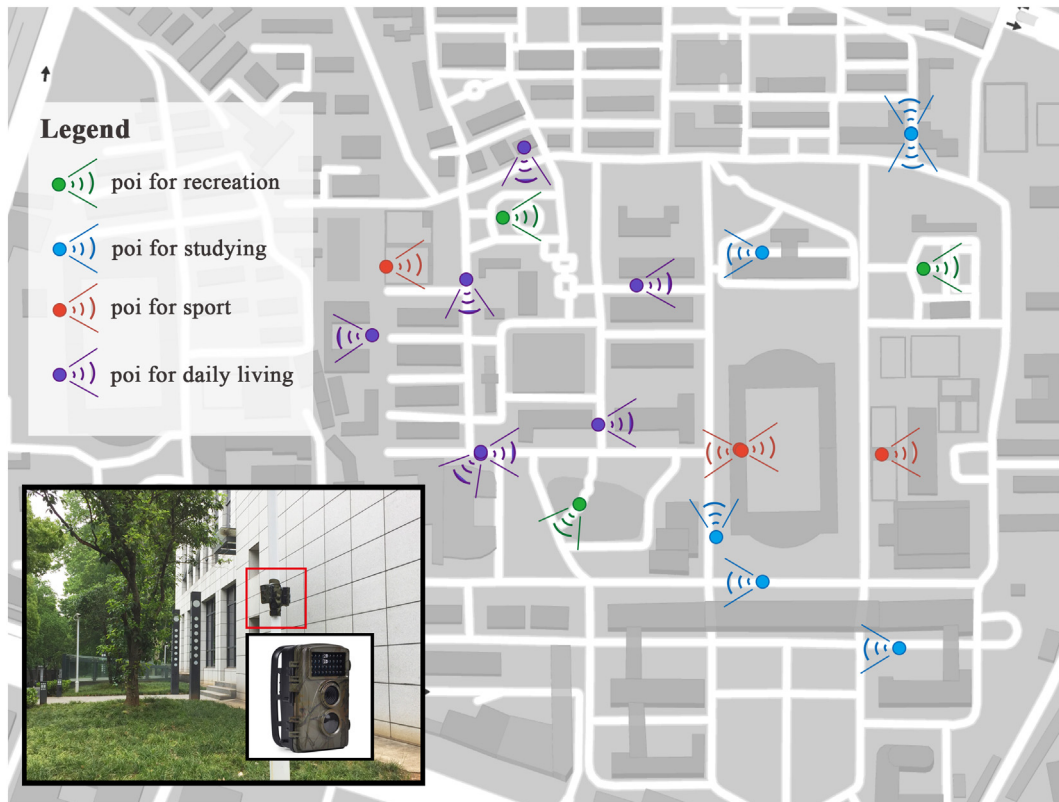 Legend
poi for recreation
poi for studying
poi for sport
poi for daily living